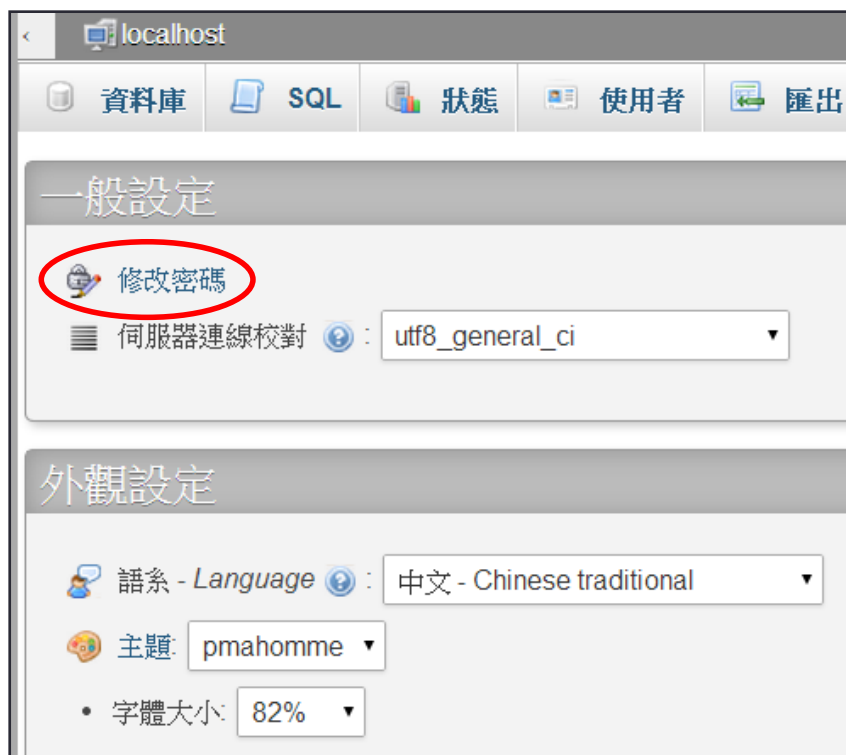 localhost
資料庫 SQL 狀態 使用者 匯出
一般設定
修改密碼
伺服器連線校對 : utf8_general_ci
外觀設定
語系 - Language : 中文 - Chinese traditional
主題: pmahomme
• 字體大小: 82%